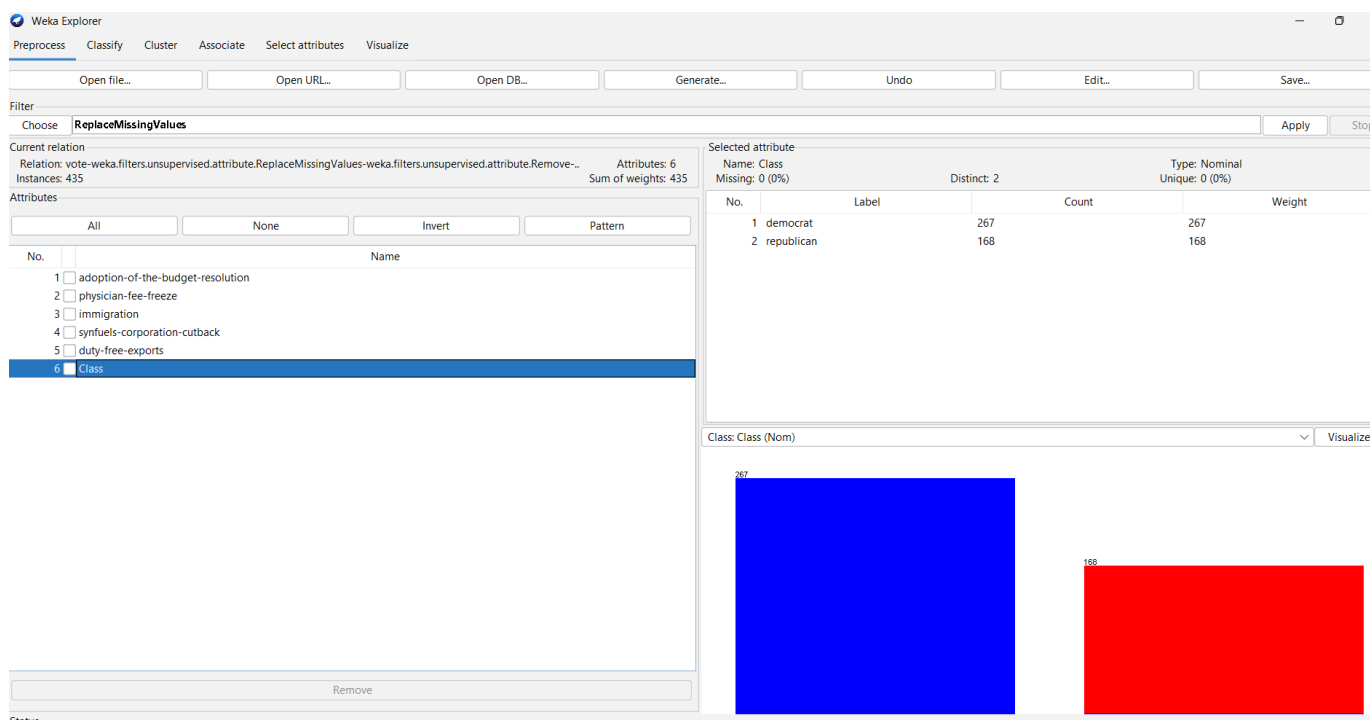 Weka Explorer
Preprocess Classify Cluster Associate Select attributes Visualize
Open file... Open URL... Open DB... Generate... Undo Edit... Save...
Filter
Choose ReplaceMissingValues Apply Stop
Current relation
Relation: vote-weka.filters.unsupervised.attribute.ReplaceMissingValues-weka.filters.unsupervised.attribute.Remove-... Attributes: 6
Instances: 435 Sum of weights: 435
Attributes
All None Invert Pattern
No. Name
1 adoption-of-the-budget-resolution
2 physician-fee-freeze
3 immigration
4 synfuels-corporation-cutback
5 duty-free-exports
6 Class
Remove
Status
Selected attribute
Name: Class Type: Nominal
Missing: 0 (0%) Distinct: 2 Unique: 0 (0%)
No. Label Count Weight
1 democrat 267 267
2 republican 168 168
Class: Class (Nom) Visualize
267
168